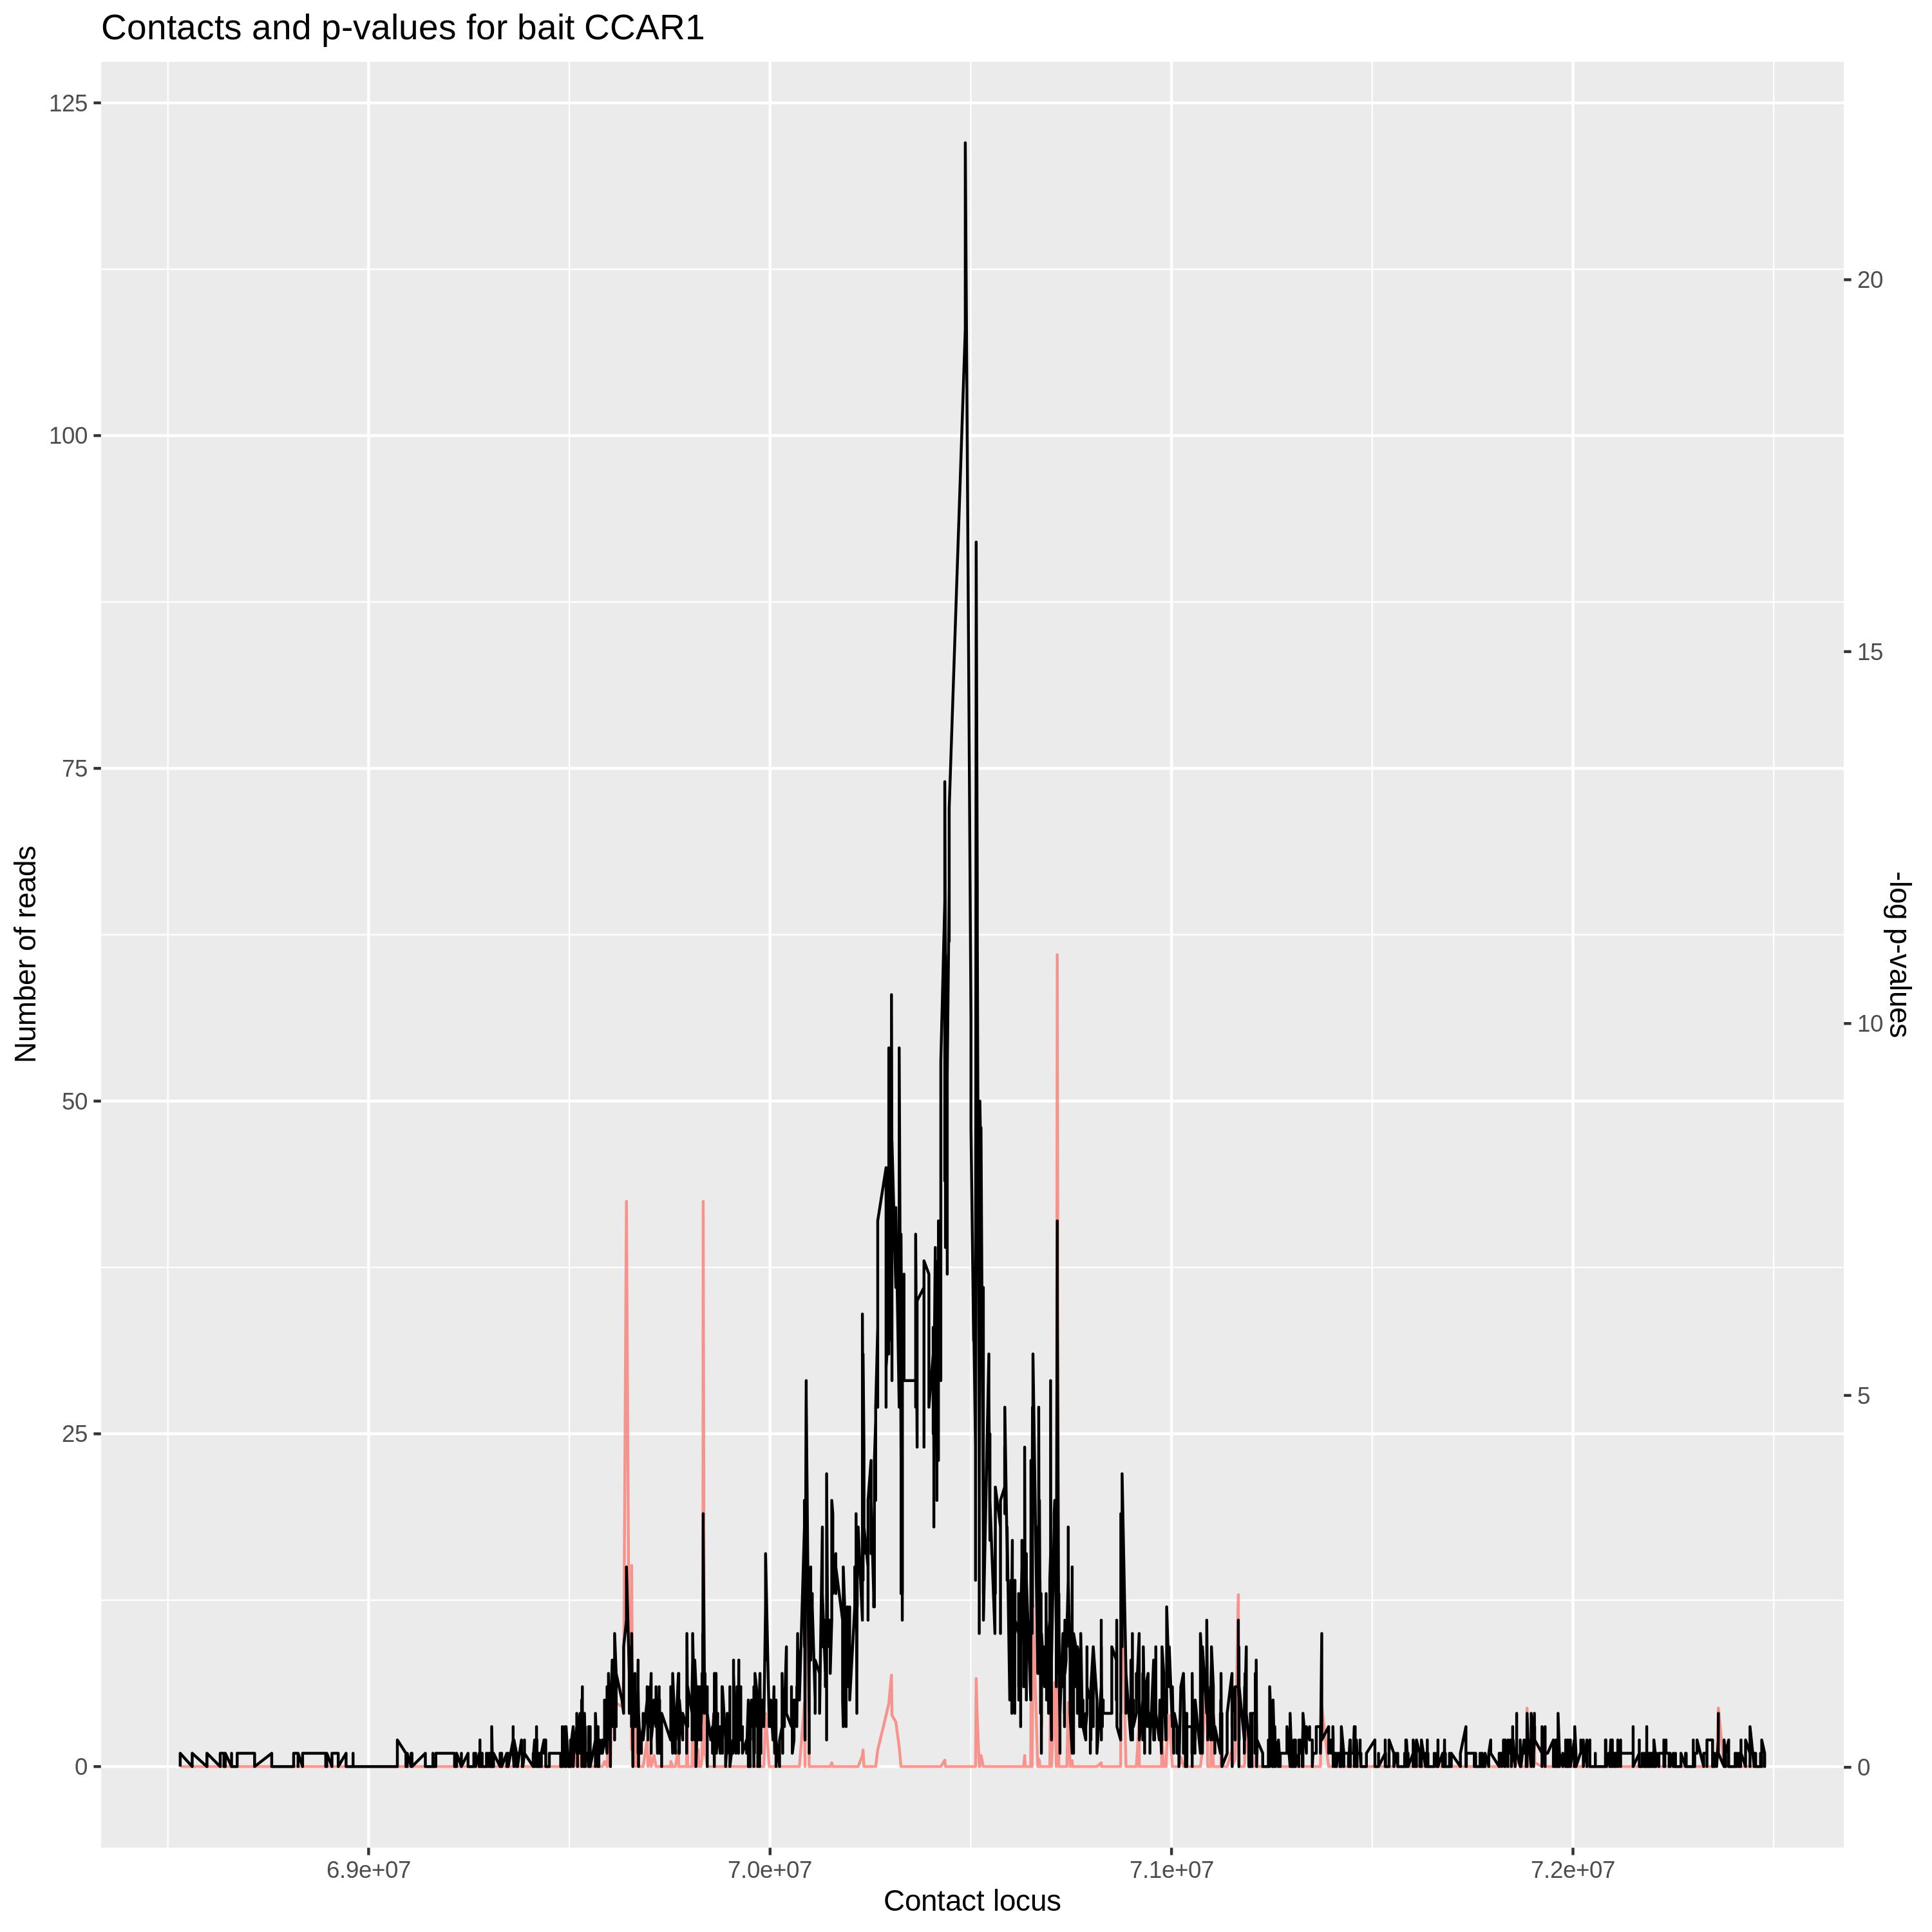 Contacts and p-values for bait CCAR1
125
100
75
50
25
0
Number of reads
20
15
10
5
0
-log p-values
6.9e+07 7.0e+07 7.1e+07 7.2e+07
Contact locus